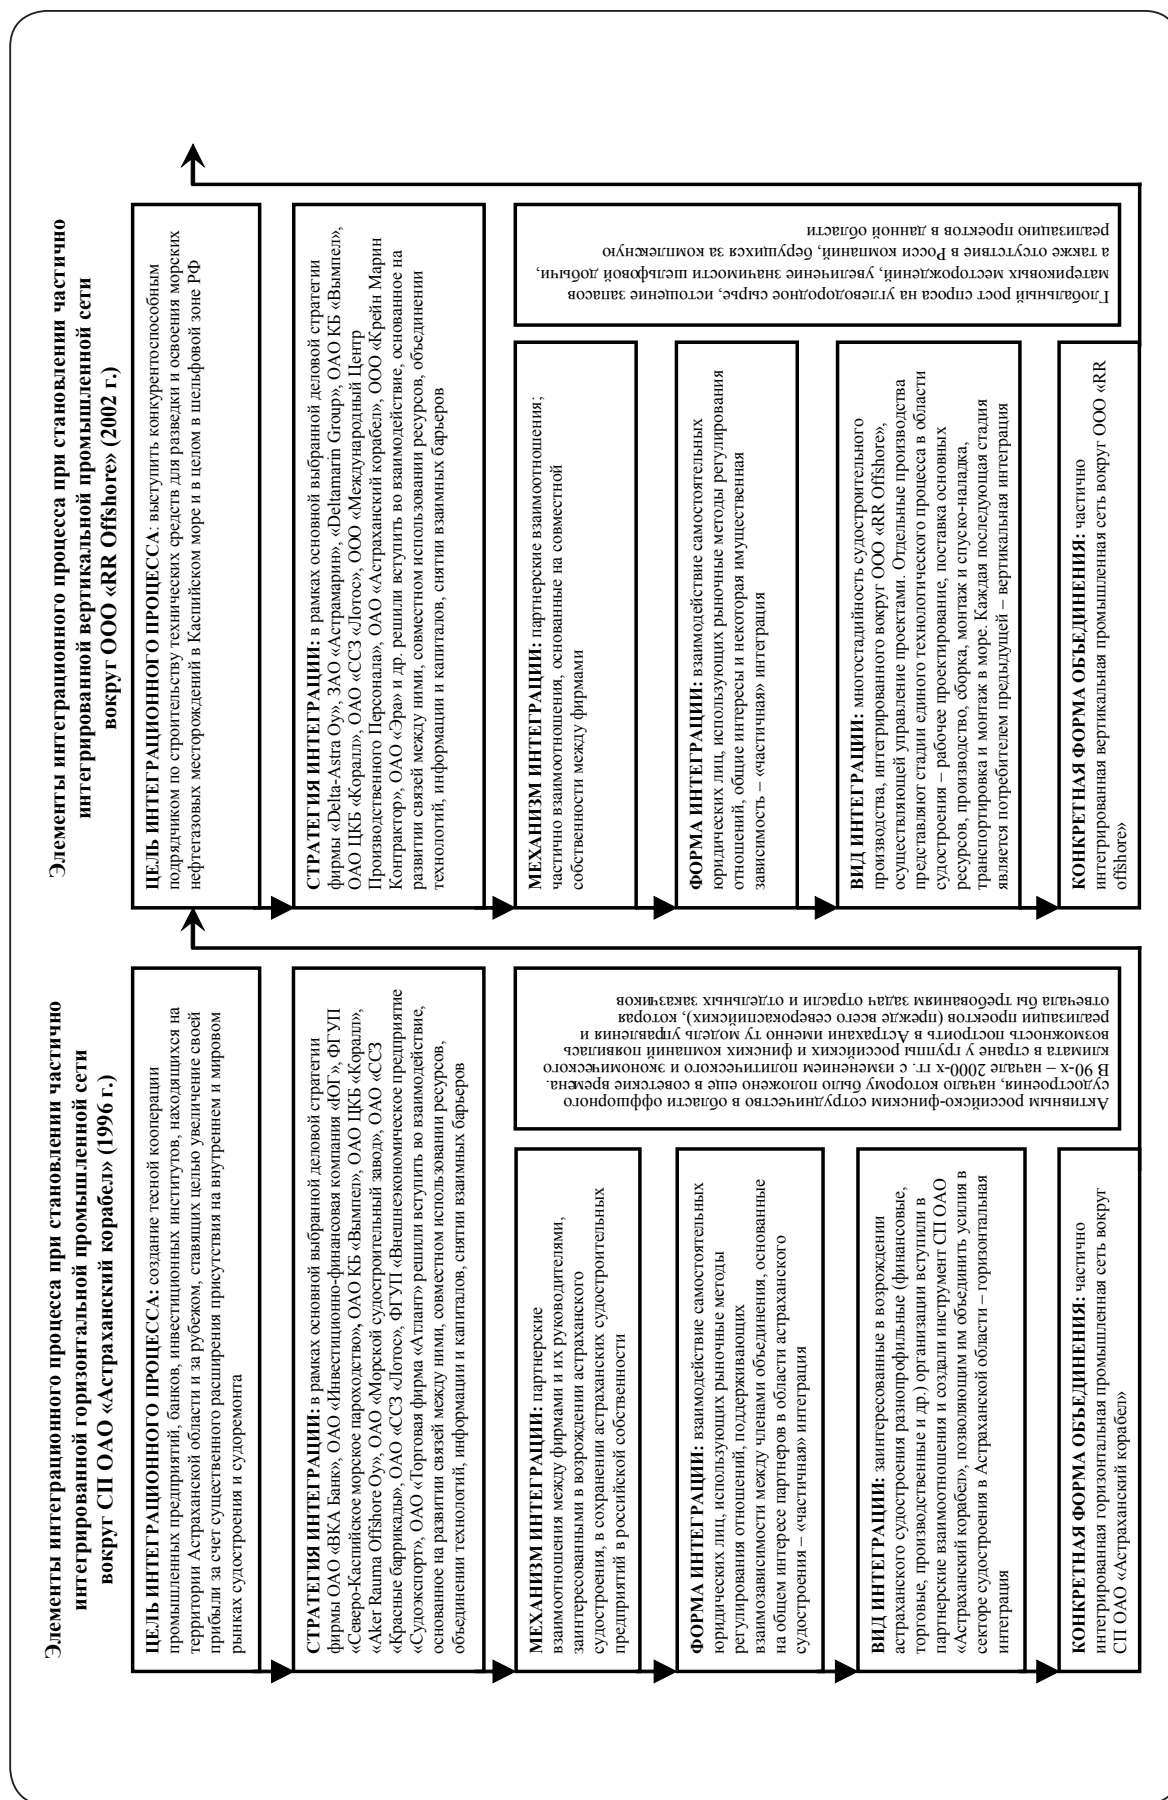 Элементы интеграционного процесса при становлении частично
интегрированной горизонтальной промышленной сети
вокруг СП ОАО «Астраханский корабел» (1996 г.)
ЦЕЛЬ ИНТЕГРАЦИОННОГО ПРОЦЕССА: создание тесной кооперации
промышленных предприятий, банков, инвестиционных институтов, находящихся на
территории Астраханской области и за рубежом, ставящих целью увеличение своей
прибыли за счет существенного расширения присутствия на внутреннем и мировом
рынках судостроения и судоремонта
СТРАТЕГИЯ ИНТЕГРАЦИИ: в рамках основной выбранной деловой стратегии
фирмы ОАО «ВКА Банк», ОАО «Инвестиционно-финансовая компания «ЮГ», ФГУП
«Северо-Каспийское морское пароходство», ОАО КБ «Вымпел», ОАО ЦКБ «Коралл»,
«Aker Rauma Offshore Oy», ОАО «Морской судостроительный завод», ОАО «ССЗ
«Красные баррикады», ОАО «ССЗ «Лотос», ФГУП «Внешнеэкономическое предприятие
«Судоэкспорт», ОАО «Торговая фирма «Атлант» решили вступить во взаимодействие,
основанное на развитии связей между ними, совместном использовании ресурсов,
объединении технологий, информации и капиталов, снятии взаимных барьеров
МЕХАНИЗМ ИНТЕГРАЦИИ: партнерские
взаимоотношения между фирмами и их руководителями,
заинтересованными в возрождении астраханского
судостроения, в сохранении астраханских судостроительных
предприятий в российской собственности
ФОРМА ИНТЕГРАЦИИ: взаимодействие самостоятельных
юридических лиц, использующих рыночные методы
регулирования отношений, поддерживающих
взаимозависимости между членами объединения, основанные
на общем интересе партнеров в области астраханского
судостроения – «частичная» интеграция
ВИД ИНТЕГРАЦИИ: заинтересованные в возрождении
астраханского судостроения разнопрофильные (финансовые,
торговые, производственные и др.) организации вступили в
партнерские взаимоотношения и создали инструмент СП ОАО
«Астраханский корабел», позволяющим им объединить усилия в
секторе судостроения в Астраханской области – горизонтальная
интеграция
КОНКРЕТНАЯ ФОРМА ОБЪЕДИНЕНИЯ: частично
интегрированная горизонтальная промышленная сеть вокруг
СП ОАО «Астраханский корабел»
Активным российско-финским сотрудничество в области оффшорного
судостроения, начало которому было положено еще в советские времена.
В 90-х – начале 2000-х гг. с изменением политического и экономического
климата в стране у группы российских и финских компаний появилась
возможность построить в Астрахани именно ту модель управления и
реализации проектов (прежде всего северокаспийских), которая
отвечала бы требованиям задач отрасли и отдельных заказчиков
Элементы интеграционного процесса при становлении частично
интегрированной вертикальной промышленной сети
вокруг ООО «RR Offshore» (2002 г.)
ЦЕЛЬ ИНТЕГРАЦИОННОГО ПРОЦЕССА: выступить конкурентоспособным
подрядчиком по строительству технических средств для разведки и освоения морских
нефтегазовых месторождений в Каспийском море и в целом в шельфовой зоне РФ
СТРАТЕГИЯ ИНТЕГРАЦИИ: в рамках основной выбранной деловой стратегии
фирмы «Delta-Astra Oy», ЗАО «Астрамарин», «Deltamarin Group», ОАО КБ «Вымпел»,
ОАО ЦКБ «Коралл», ОАО «ССЗ «Лотос», ООО «Международный Центр
Производственного Персонала», ОАО «Астраханский корабел», ООО «Крейн Марин
Контрактор», ОАО «Эра» и др. решили вступить во взаимодействие, основанное на
развитии связей между ними, совместном использовании ресурсов, объединении
технологий, информации и капиталов, снятии взаимных барьеров
МЕХАНИЗМ ИНТЕГРАЦИИ: партнерские взаимоотношения;
частично взаимоотношения, основанные на совместной
собственности между фирмами
ФОРМА ИНТЕГРАЦИИ: взаимодействие самостоятельных
юридических лиц, использующих рыночные методы регулирования
отношений, общие интересы и некоторая имущественная
зависимость – «частичная» интеграция
ВИД ИНТЕГРАЦИИ: многостадийность судостроительного
производства, интегрированного вокруг ООО «RR Offshore»,
осуществляющей управление проектами. Отдельные производства
представляют стадии единого технологического процесса в области
судостроения – рабочее проектирование, поставка основных
ресурсов, производство, сборка, монтаж и спуско-наладка,
транспортировка и монтаж в море. Каждая последующая стадия
является потребителем предыдущей – вертикальная интеграция
КОНКРЕТНАЯ ФОРМА ОБЪЕДИНЕНИЯ: частично
интегрированная вертикальная промышленная сеть вокруг ООО «RR
offshore»
Глобальный рост спроса на углеводородное сырье, истощение запасов
материковых месторождений, увеличение значимости шельфовой добычи,
а также отсутствие в Росси компаний, берущихся за комплексную
реализацию проектов в данной области